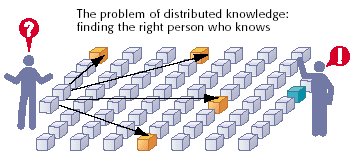 The problem of distributed knowledge:
finding the right person who knows
?
!